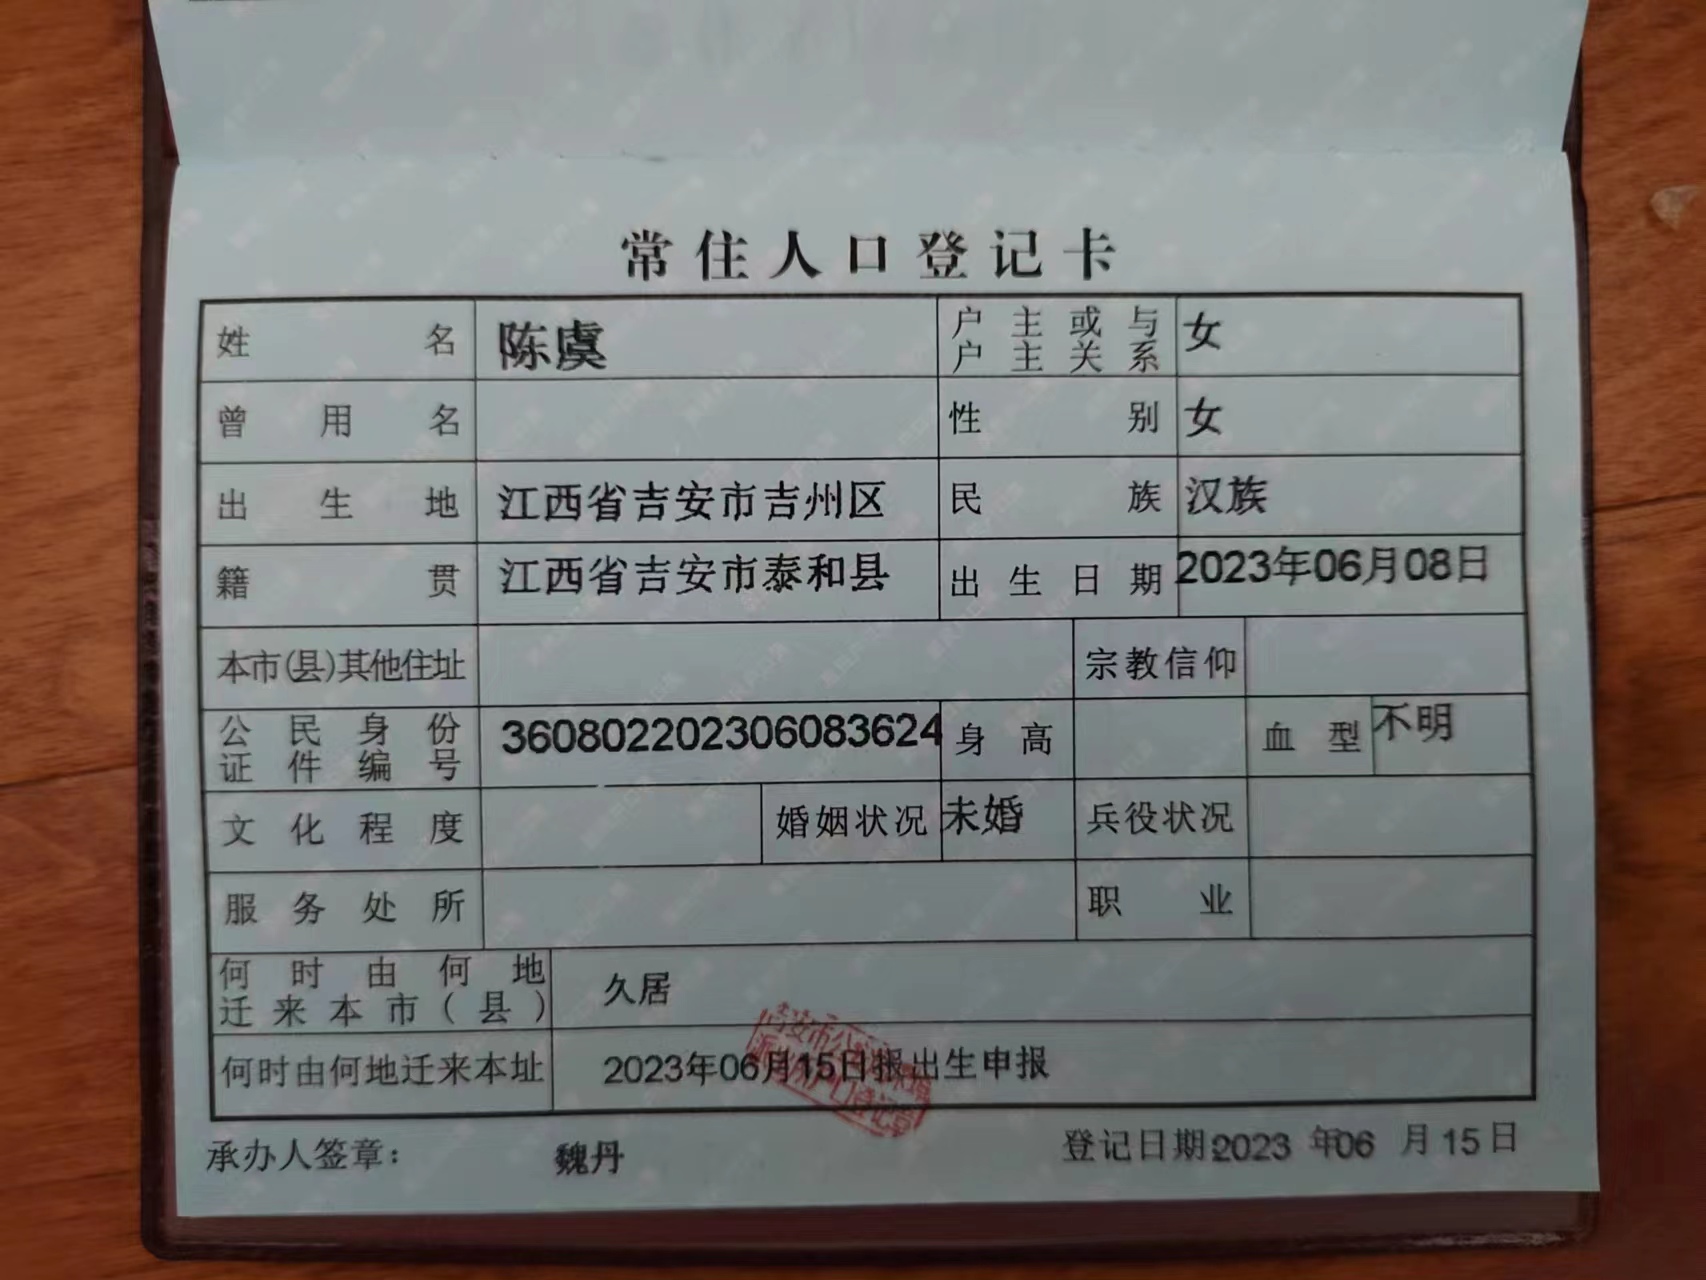 常住人口登记卡
姓名 陈虞 户主或与户主关系 女
曾用名 性别 女
出生地 江西省吉安市吉州区 民族 汉族
籍贯 江西省吉安市泰和县 出生日期 2023年06月08日
本市(县)其他住址 宗教信仰
公民身份证件编号 360802202306083624 身高 血型 不明
文化程度 婚姻状况 未婚 兵役状况
服务处所 职业
何时由何地迁来本市(县) 久居
何时由何地迁来本址 2023年06月15日报出生申报
承办人签章: 魏丹 登记日期:2023年06月15日